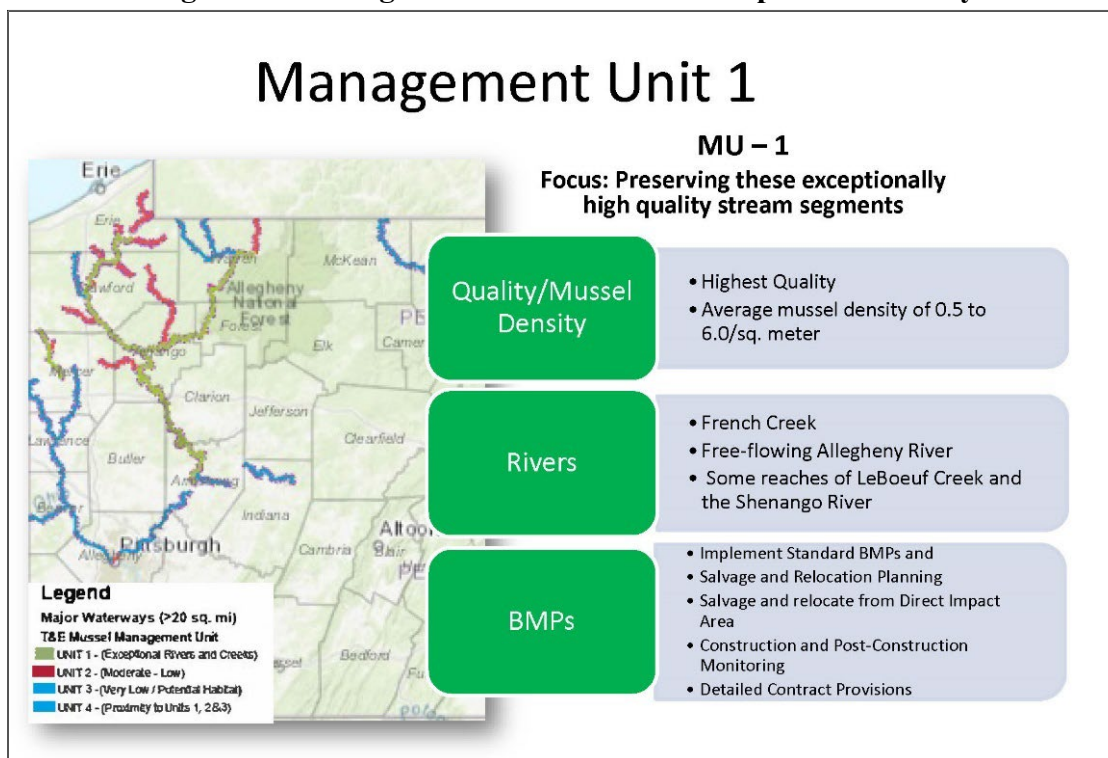 Management Unit 1
MU – 1
Focus: Preserving these exceptionally
high quality stream segments
Erie
Erie
Crawford
Warren
McKean
Allegheny
National
Forest
Forest
Venango
Elk
Mercer
Clarion
Jefferson
Clearfield
Lawrence
Butler
Armstrong
Indiana
Pittsburgh
Allegheny
Cambria
Blair
Bedford
Legend
Major Waterways (>20 sq. mi)
T&E Mussel Management Unit
UNIT 1 - (Exceptional Rivers and Creeks)
UNIT 2 - (Moderate - Low)
UNIT 3 - (Very Low / Potential Habitat)
UNIT 4 - (Proximity to Units 1, 2&3)
Quality/Mussel
Density
• Highest Quality
• Average mussel density of 0.5 to
6.0/sq. meter
Rivers
• French Creek
• Free-flowing Allegheny River
• Some reaches of LeBoeuf Creek and
the Shenango River
BMPs
• Implement Standard BMPs and
• Salvage and Relocation Planning
• Salvage and relocate from Direct Impact
Area
• Construction and Post-Construction
Monitoring
• Detailed Contract Provisions